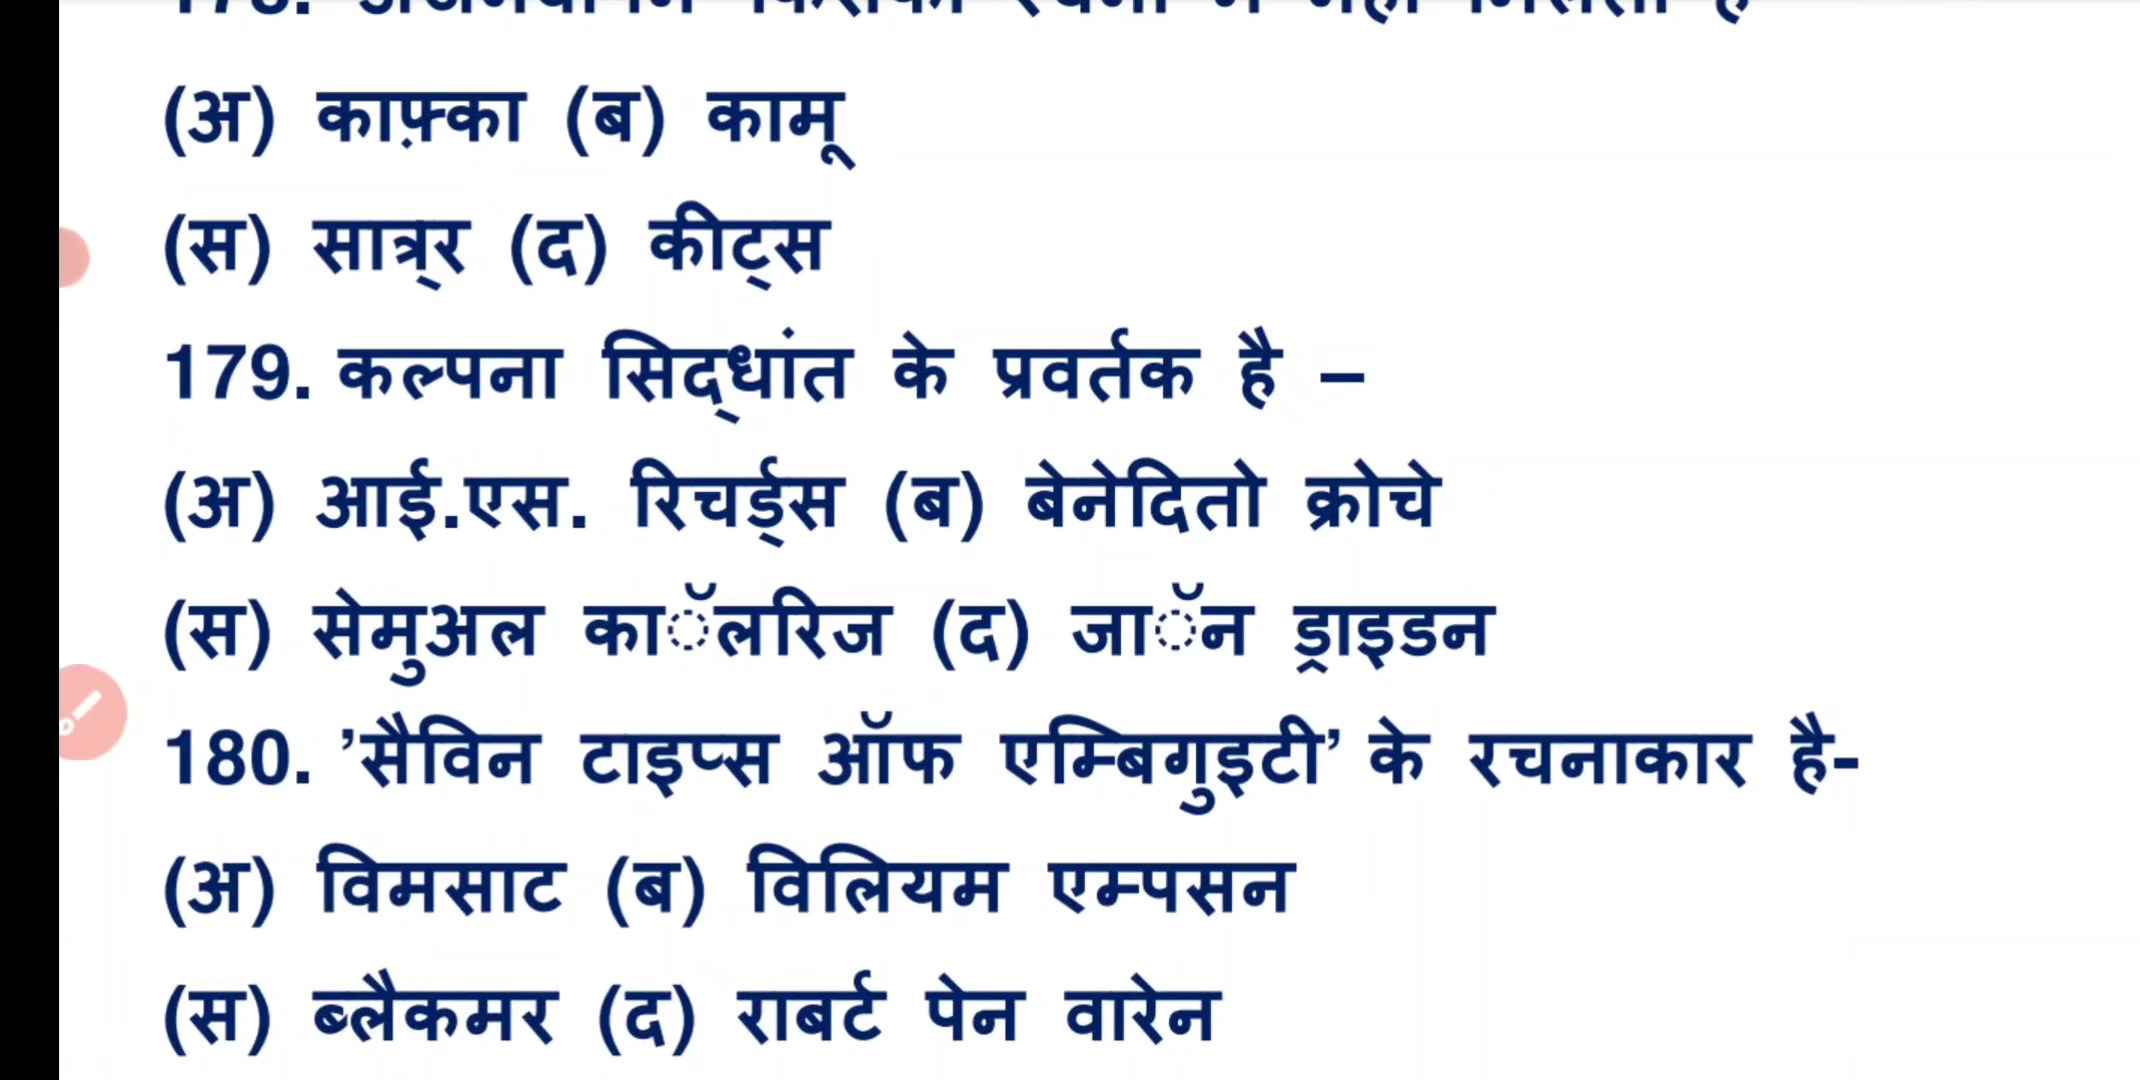 (अ) काफ़्का (ब) कामू
(स) सात्र्र (द) कीट्स
179. कल्पना सिद्धांत के प्रवर्तक है –
(अ) आई.एस. रिचर्ड्स (ब) बेनेदितो क्रोचे
(स) सेमुअल काॅलरिज (द) जाॅन ड्राइडन
180. ’सैविन टाइप्स ऑफ एम्बिगुइटी’ के रचनाकार है-
(अ) विमसाट (ब) विलियम एम्पसन
(स) ब्लैकमर (द) राबर्ट पेन वारेन